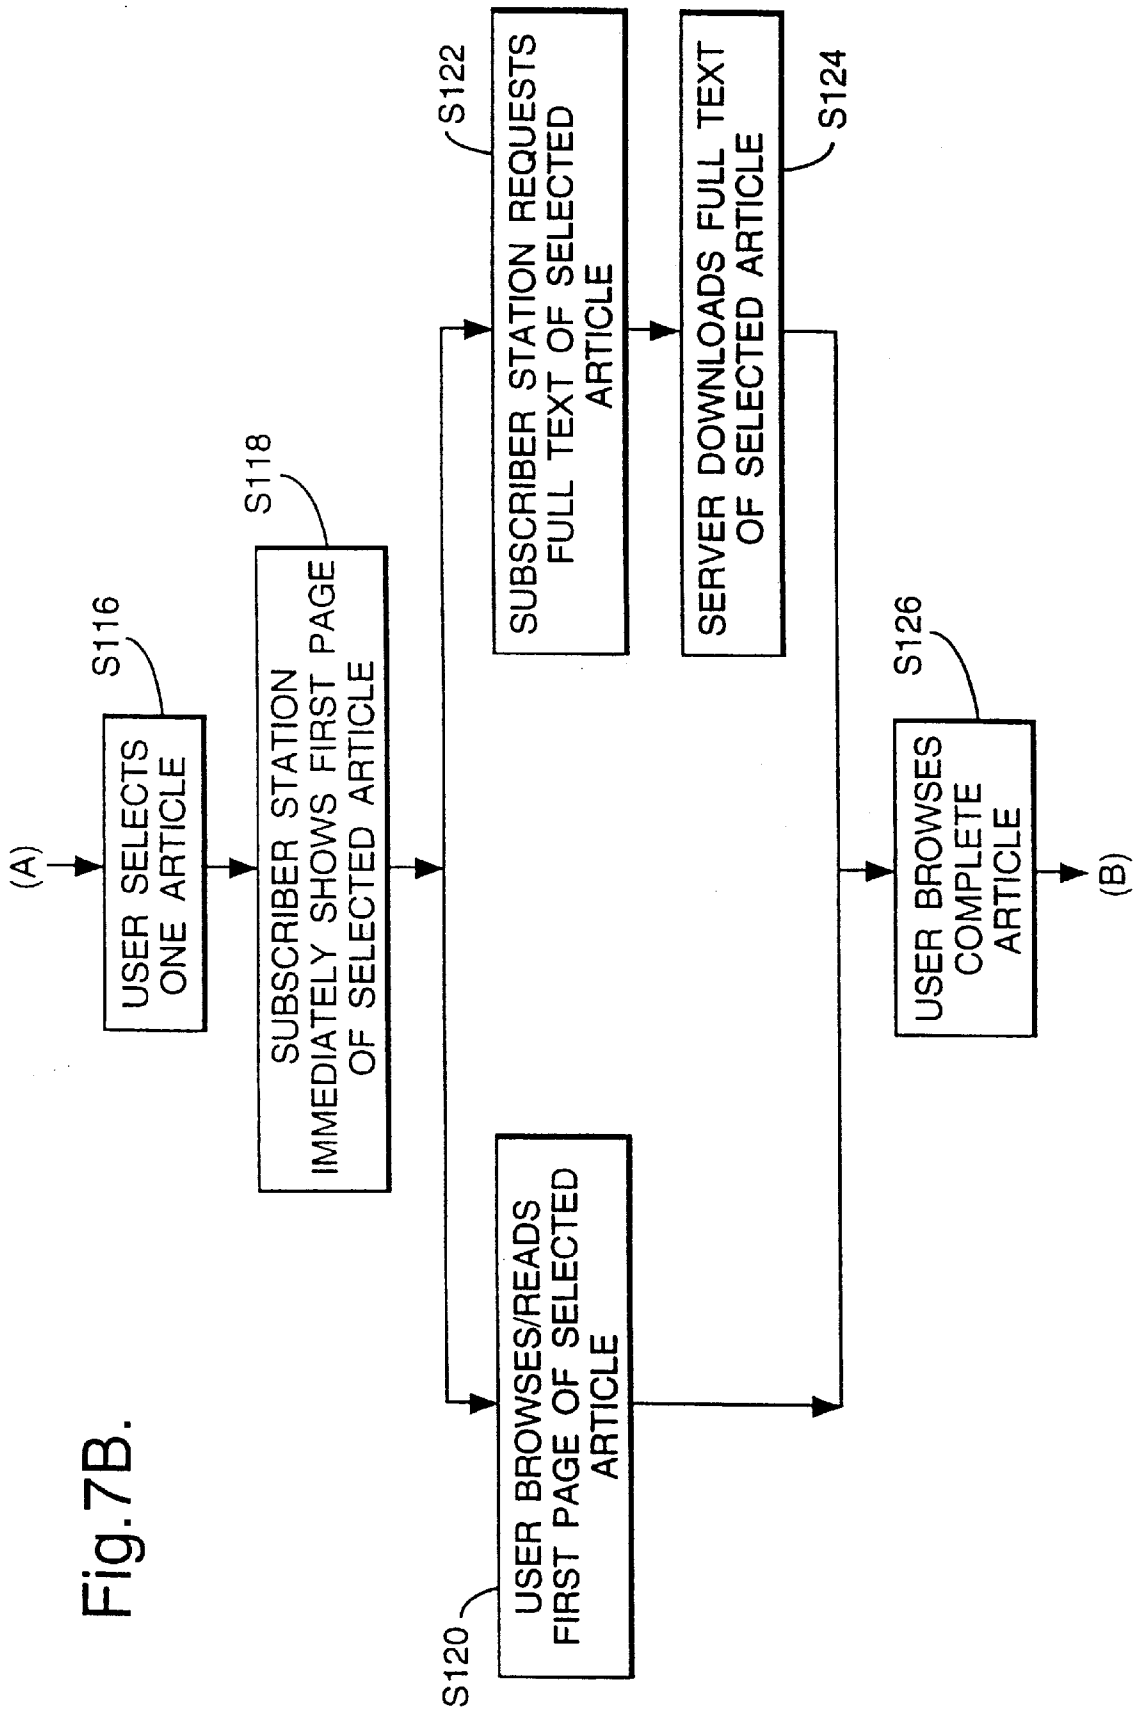 Fig.7B.
(A)
S116
USER SELECTS
ONE ARTICLE
S118
SUBSCRIBER STATION
IMMEDIATELY SHOWS FIRST PAGE
OF SELECTED ARTICLE
S120
USER BROWSES/READS
FIRST PAGE OF SELECTED
ARTICLE
S122
SUBSCRIBER STATION REQUESTS
FULL TEXT OF SELECTED
ARTICLE
S124
SERVER DOWNLOADS FULL TEXT
OF SELECTED ARTICLE
S126
USER BROWSES
COMPLETE
ARTICLE
(B)